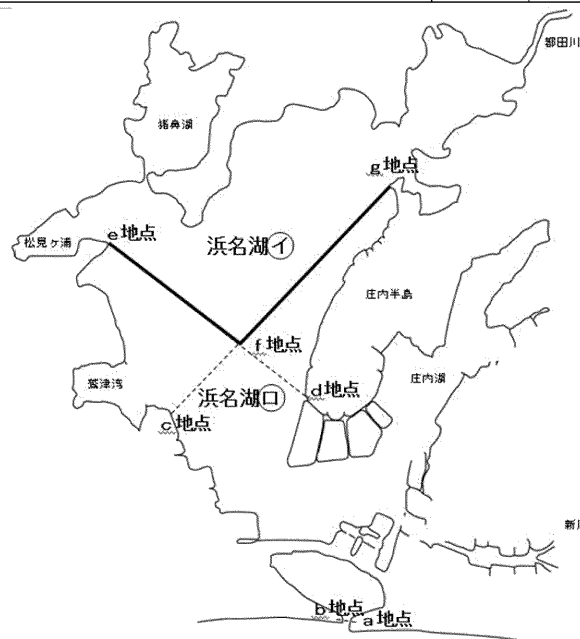 都田川
猪鼻湖
g地点
e地点
松見ヶ浦
浜名湖㋑
庄内半島
f地点
庄内湖
鷲津湾
d地点
浜名湖㋺
c地点
新川
b地点
a地点